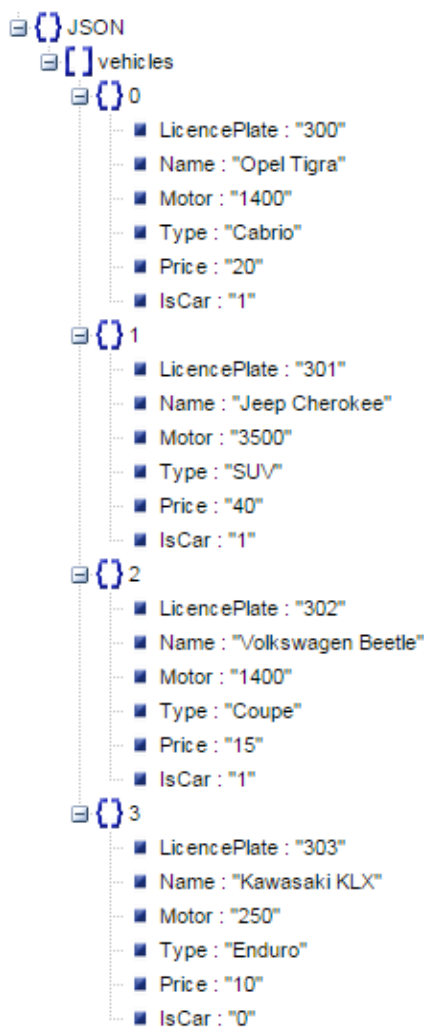 {} JSON
[ ] vehicles
{} 0
LicencePlate : "300"
Name : "Opel Tigra"
Motor : "1400"
Type : "Cabrio"
Price : "20"
IsCar : "1"
{} 1
LicencePlate : "301"
Name : "Jeep Cherokee"
Motor : "3500"
Type : "SUV"
Price : "40"
IsCar : "1"
{} 2
LicencePlate : "302"
Name : "Volkswagen Beetle"
Motor : "1400"
Type : "Coupe"
Price : "15"
IsCar : "1"
{} 3
LicencePlate : "303"
Name : "Kawasaki KLX"
Motor : "250"
Type : "Enduro"
Price : "10"
IsCar : "0"